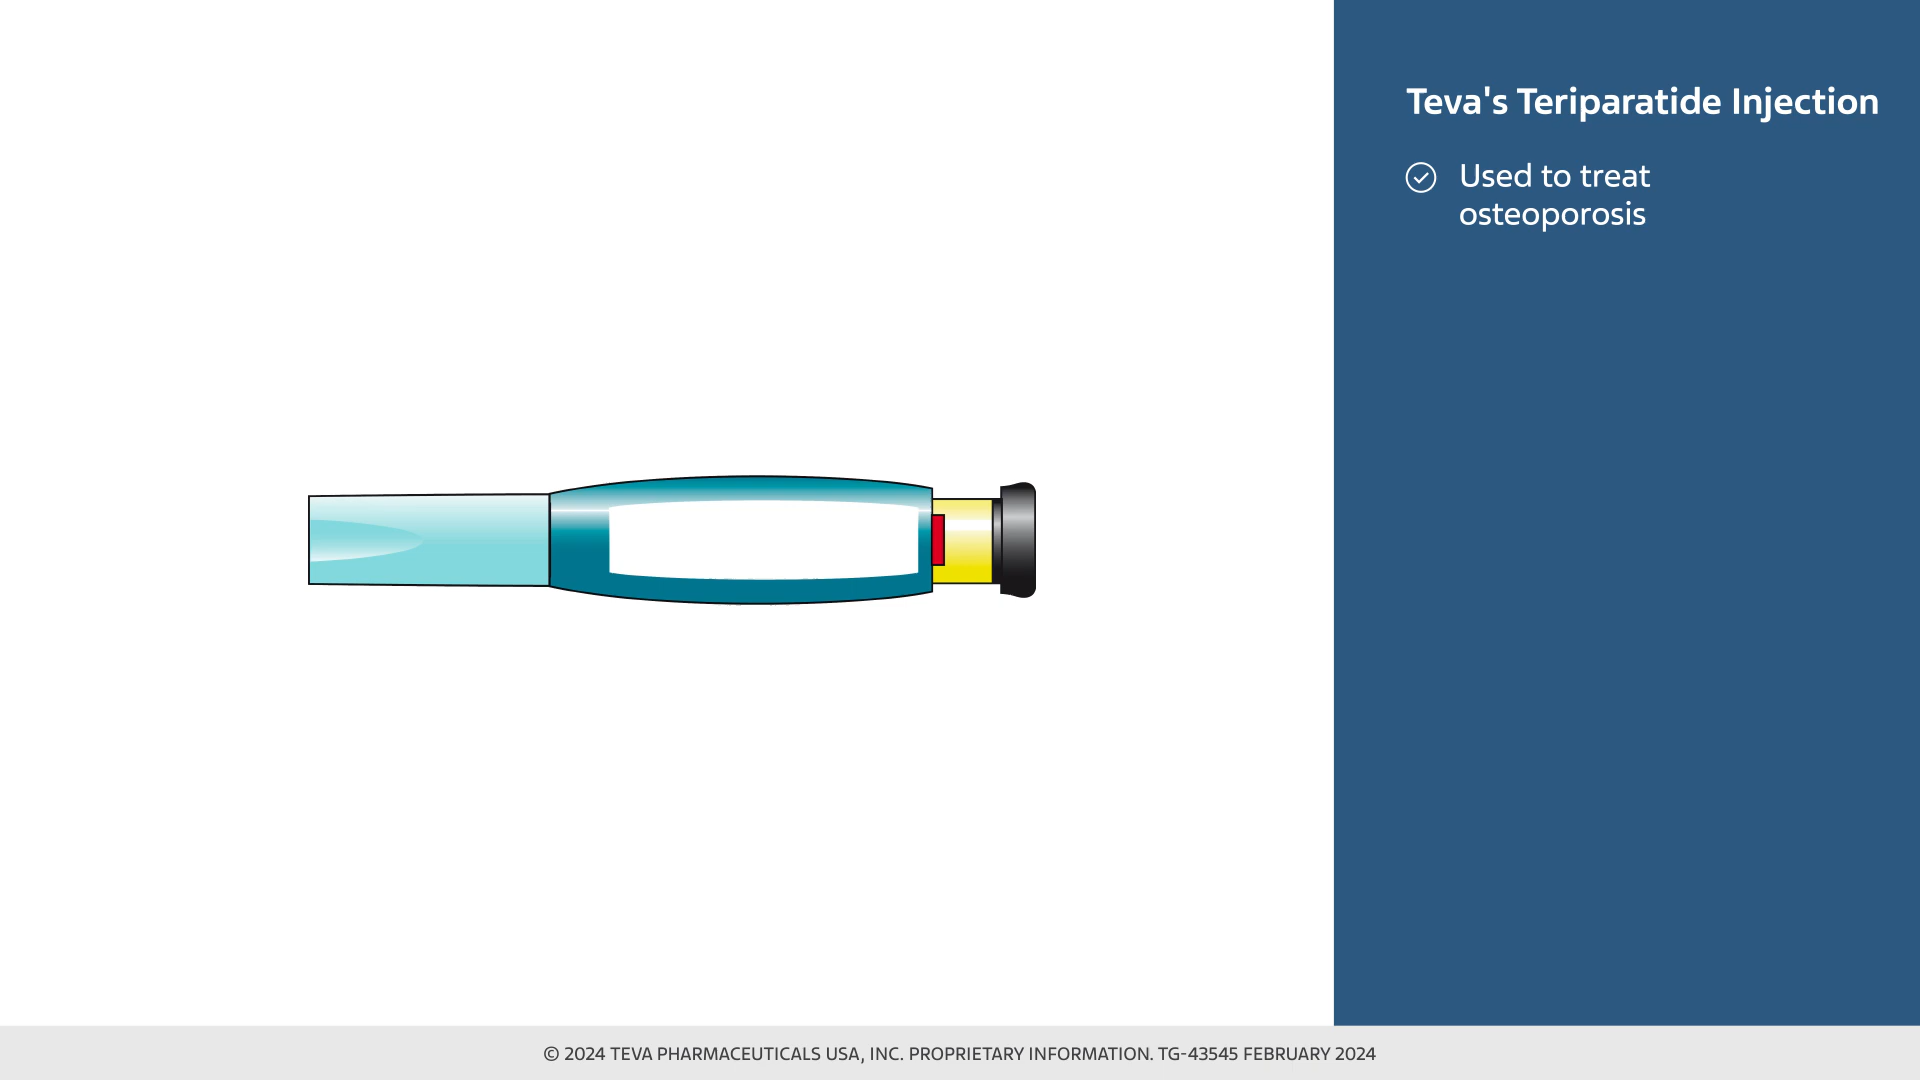 Teva's Teriparatide Injection
Used to treat
osteoporosis
© 2024 TEVA PHARMACEUTICALS USA, INC. PROPRIETARY INFORMATION. TG-43545 FEBRUARY 2024